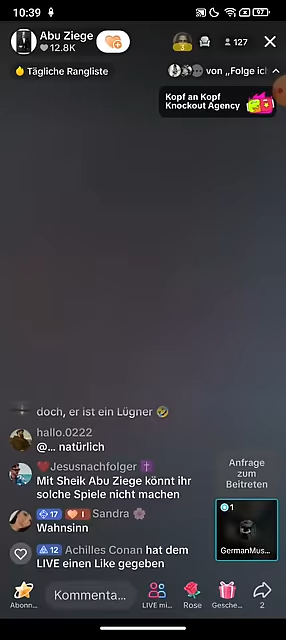 10:39
97
Abu Ziege
12.8K
3
127
Tägliche Rangliste
von „Folge ich
Kopf an Kopf
Knockout Agency
doch, er ist ein Lügner 🤣
hallo.0222
@... natürlich
❤️Jesusnachfolger ✝️
Mit Sheik Abu Ziege könnt ihr
solche Spiele nicht machen
17 I Sandra 🌸
Wahnsinn
12 Achilles Conan hat dem
LIVE einen Like gegeben
Anfrage
zum
Beitreten
1
GermanMus...
Abonn...
Kommenta...
LIVE mi...
Rose
Gesche...
2